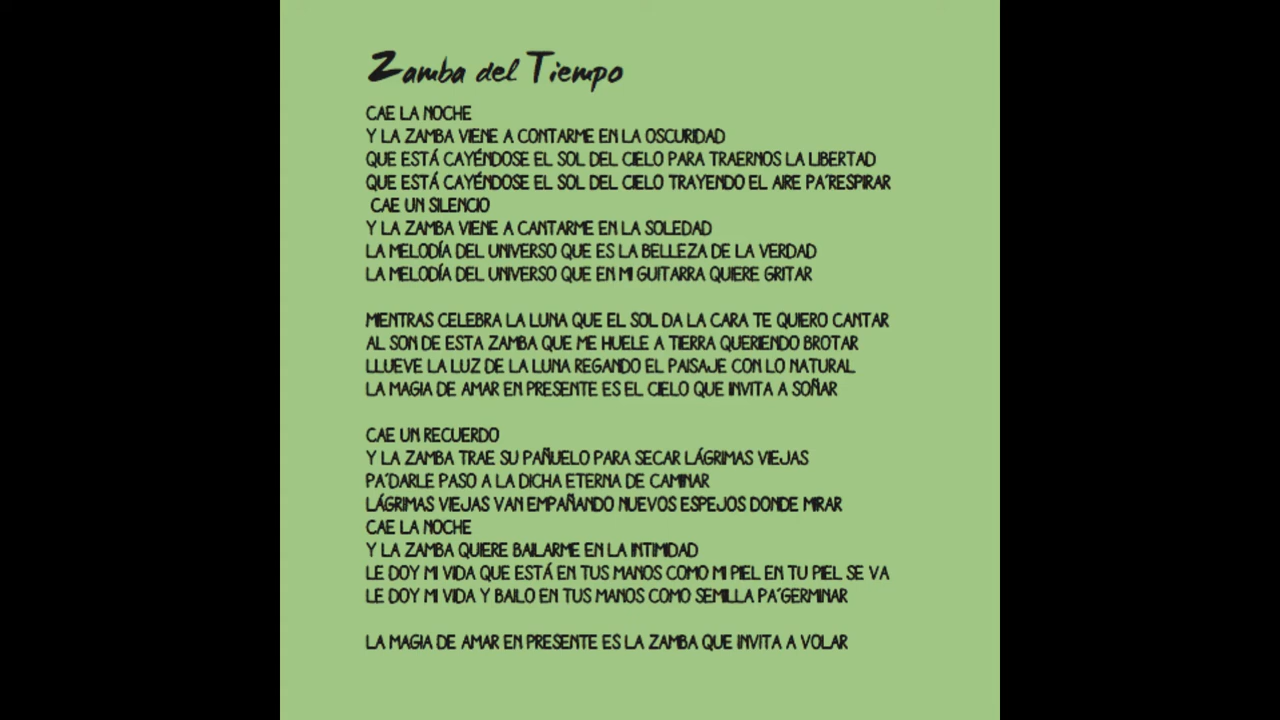 Zamba del Tiempo
CAE LA NOCHE
Y LA ZAMBA VIENE A CONTARME EN LA OSCURIDAD
QUE ESTÁ CAYÉNDOSE EL SOL DEL CIELO PARA TRAERNOS LA LIBERTAD
QUE ESTÁ CAYÉNDOSE EL SOL DEL CIELO TRAYENDO EL AIRE PA´RESPIRAR
CAE UN SILENCIO
Y LA ZAMBA VIENE A CANTARME EN LA SOLEDAD
LA MELODÍA DEL UNIVERSO QUE ES LA BELLEZA DE LA VERDAD
LA MELODÍA DEL UNIVERSO QUE EN MI GUITARRA QUIERE GRITAR
MIENTRAS CELEBRA LA LUNA QUE EL SOL DA LA CARA TE QUIERO CANTAR
AL SON DE ESTA ZAMBA QUE ME HUELE A TIERRA QUERIENDO BROTAR
LLUEVE LA LUZ DE LA LUNA REGANDO EL PAISAJE CON LO NATURAL
LA MAGIA DE AMAR EN PRESENTE ES EL CIELO QUE INVITA A SOÑAR
CAE UN RECUERDO
Y LA ZAMBA TRAE SU PAÑUELO PARA SECAR LÁGRIMAS VIEJAS
PA´DARLE PASO A LA DICHA ETERNA DE CAMINAR
LÁGRIMAS VIEJAS VAN EMPAÑANDO NUEVOS ESPEJOS DONDE MIRAR
CAE LA NOCHE
Y LA ZAMBA QUIERE BAILARME EN LA INTIMIDAD
LE DOY MI VIDA QUE ESTÁ EN TUS MANOS COMO MI PIEL EN TU PIEL SE VA
LE DOY MI VIDA Y BAILO EN TUS MANOS COMO SEMILLA PA´GERMINAR
LA MAGIA DE AMAR EN PRESENTE ES LA ZAMBA QUE INVITA A VOLAR